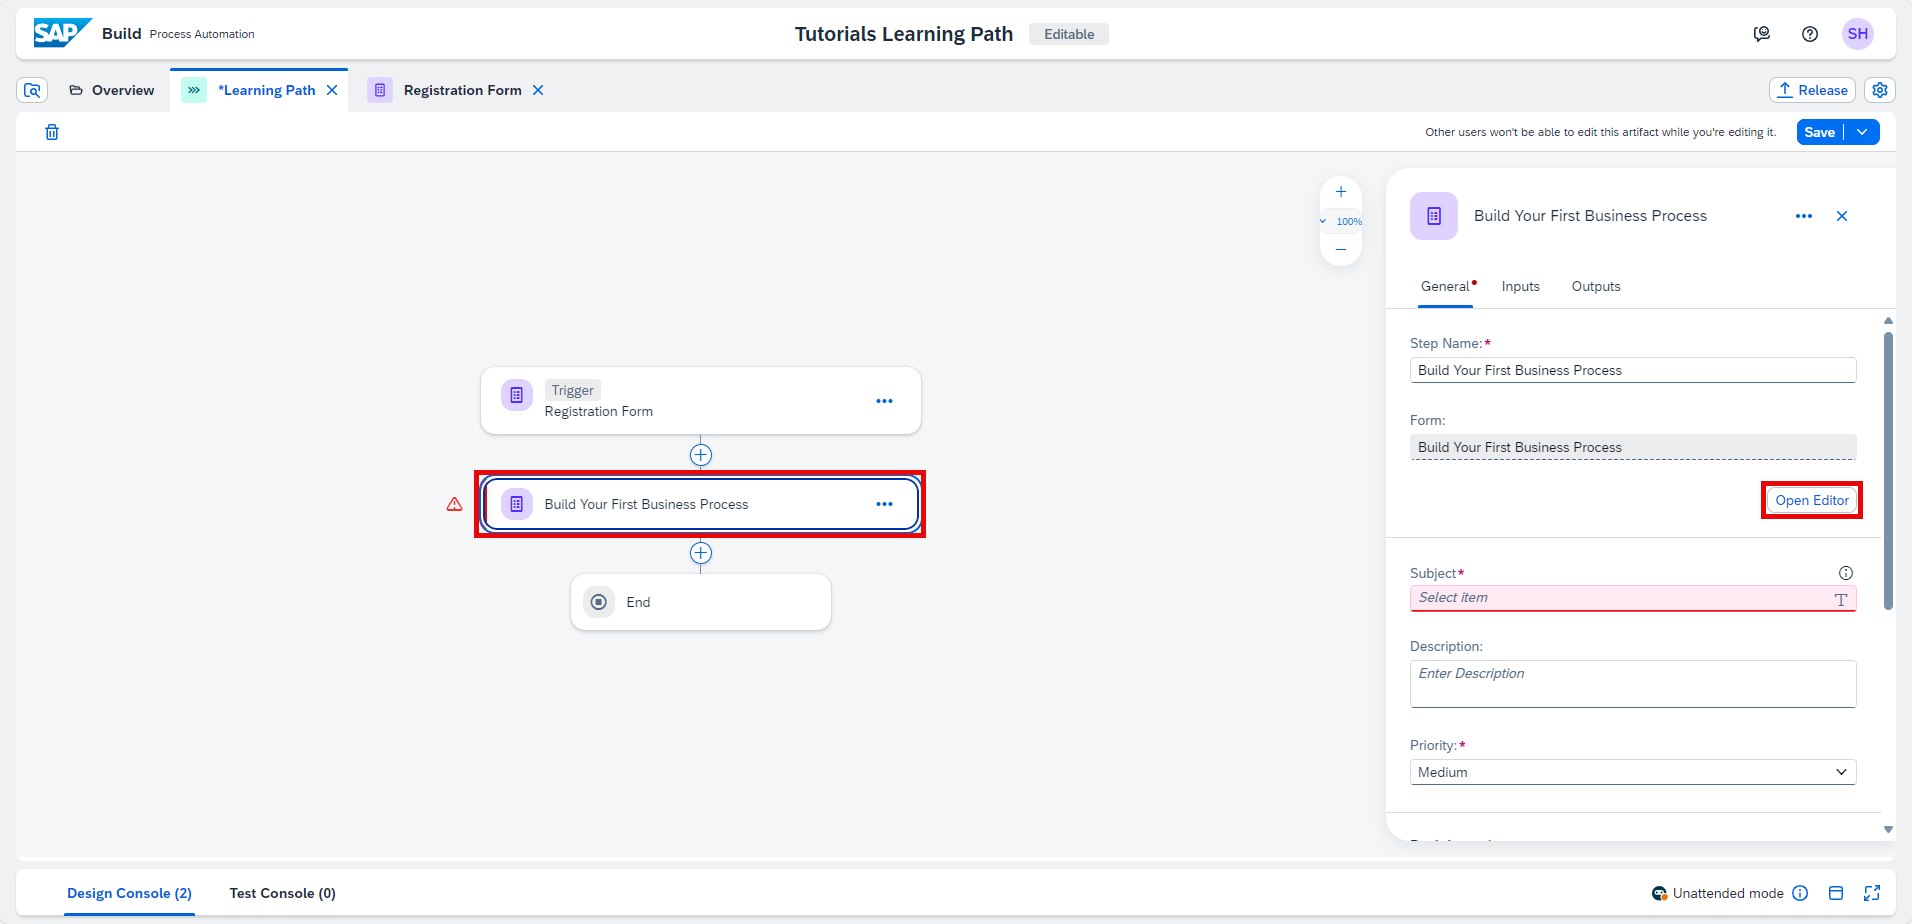 SAP Build Process Automation
Tutorials Learning Path Editable
SH
Overview
*Learning Path
Registration Form
Release
Other users won't be able to edit this artifact while you're editing it.
Save
100%
Trigger
Registration Form
Build Your First Business Process
End
Build Your First Business Process
General Inputs Outputs
Step Name:*
Build Your First Business Process
Form:
Build Your First Business Process
Open Editor
Subject*
Select item
Description:
Enter Description
Priority:*
Medium
Design Console (2) Test Console (0)
Unattended mode